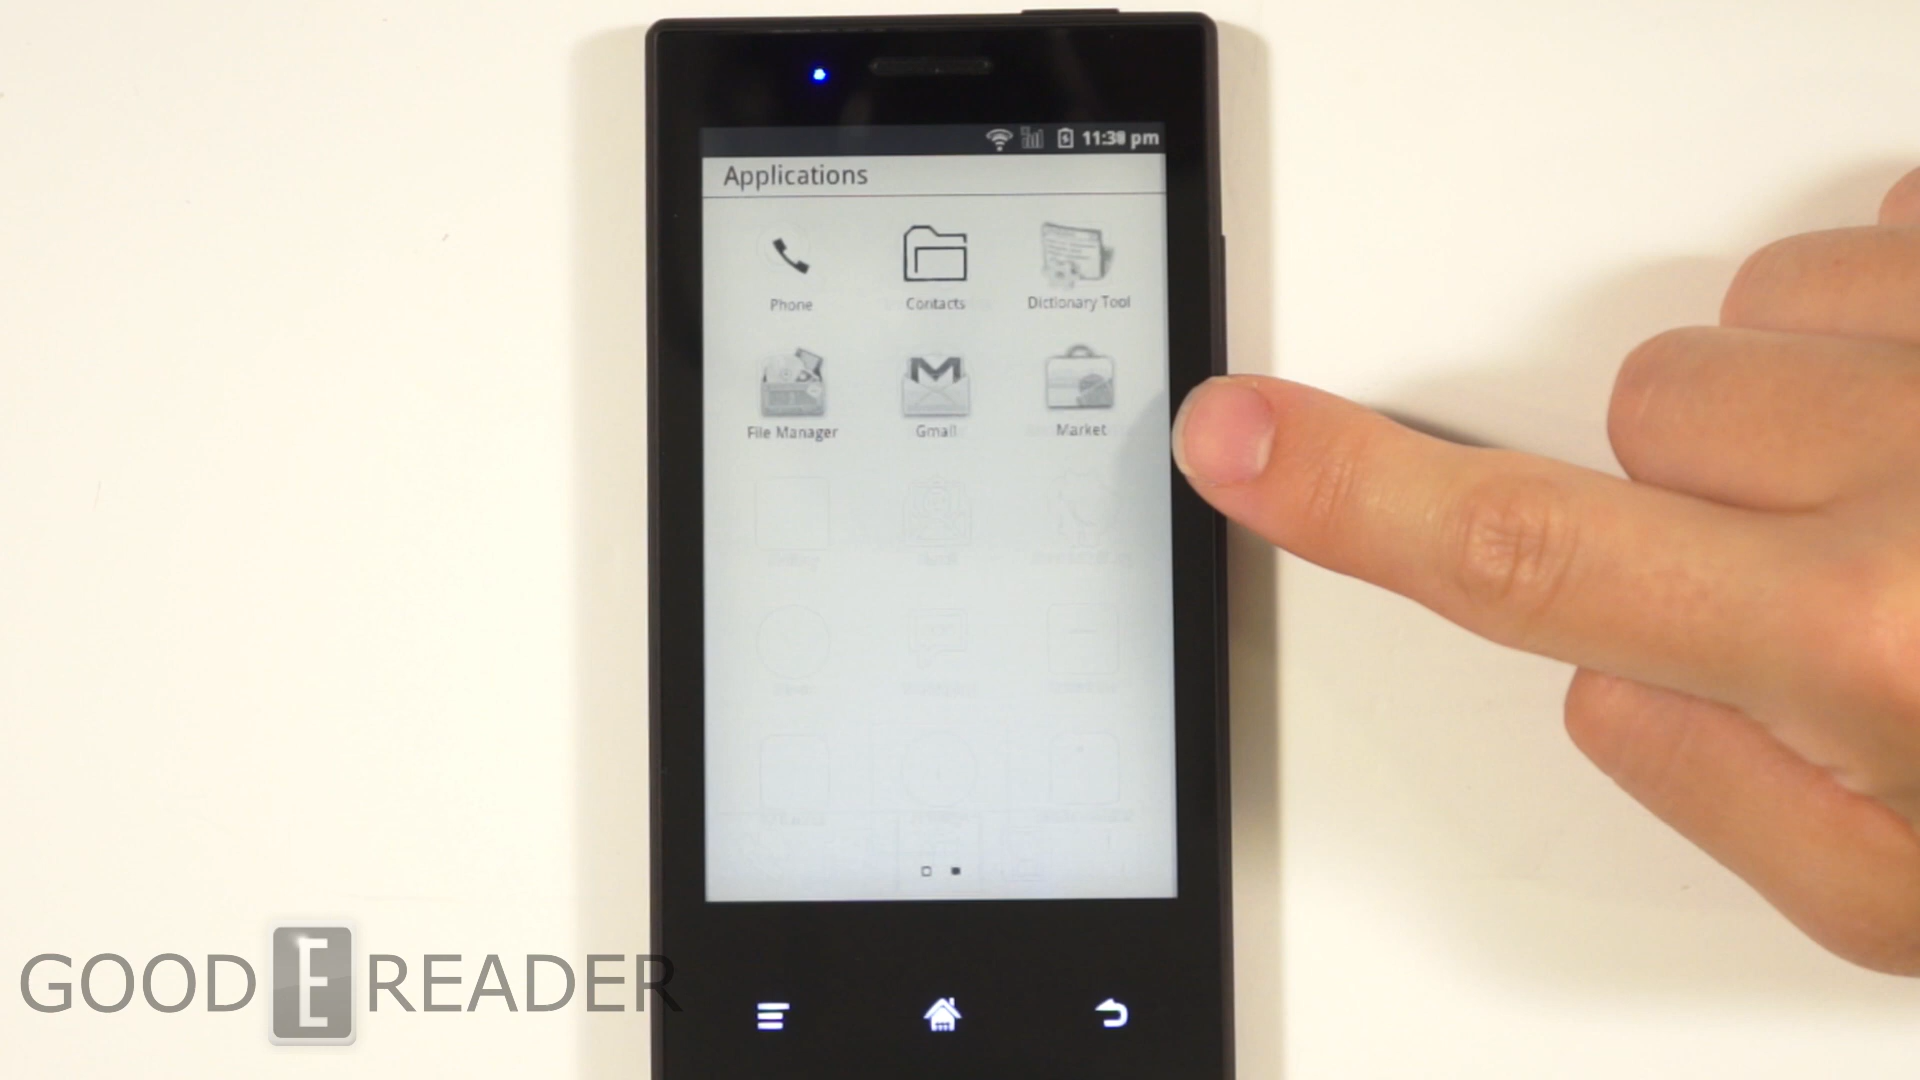 11:38 pm
Applications
Phone
Contacts
Dictionary Tool
File Manager
Gmail
Market
GOOD E READER